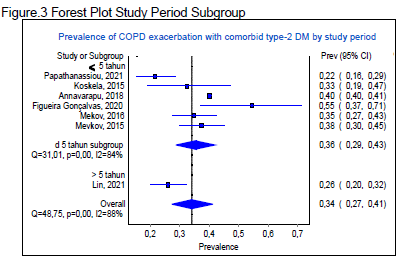 Figure.3 Forest Plot Study Period Subgroup
Prevalence of COPD exacerbation with comorbid type-2 DM by study period
Study or Subgroup Prev (95% CI)
≤ 5 tahun
Papathanassiou, 2021 0,22 ( 0,16, 0,29)
Koskela, 2015 0,33 ( 0,19, 0,47)
Annavarapu, 2018 0,40 ( 0,40, 0,41)
Figueira Gonçalves, 2020 0,55 ( 0,37, 0,71)
Mekov, 2016 0,35 ( 0,27, 0,43)
Mevkov, 2015 0,38 ( 0,30, 0,45)
d 5 tahun subgroup 0,36 ( 0,29, 0,43)
Q=31,01, p=0,00, I2=84%
> 5 tahun
Lin, 2021 0,26 ( 0,20, 0,32)
Overall 0,34 ( 0,27, 0,41)
Q=48,75, p=0,00, I2=88%
0,2 0,3 0,4 0,5 0,6 0,7
Prevalence